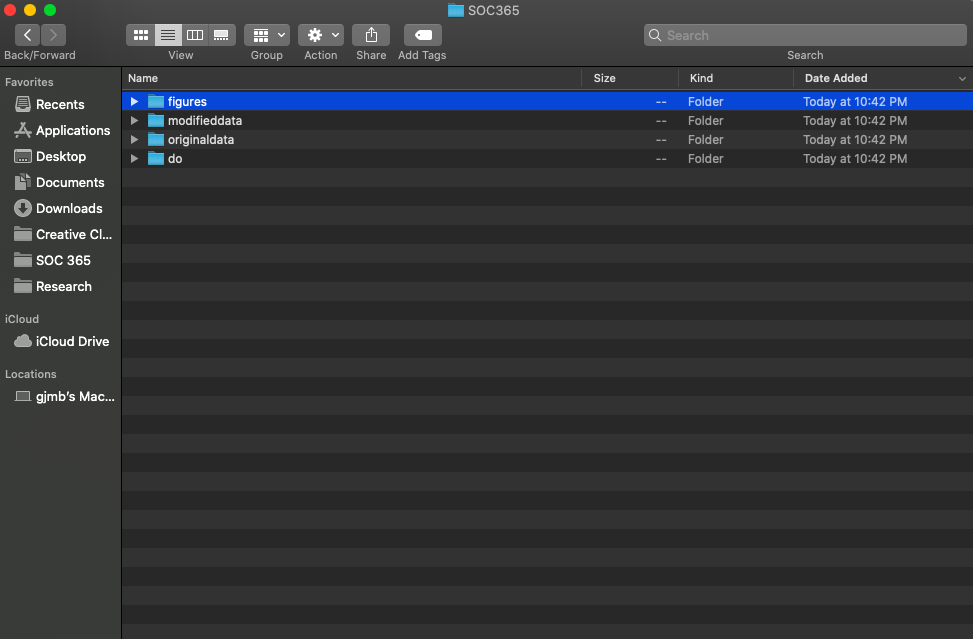 SOC365
Search
Back/Forward View Group Action Share Add Tags Search
Favorites
Recents
Applications
Desktop
Documents
Downloads
Creative Cl...
SOC 365
Research
iCloud
iCloud Drive
Locations
gjmb's Mac...
Name Size Kind Date Added
figures -- Folder Today at 10:42 PM
modifieddata -- Folder Today at 10:42 PM
originaldata -- Folder Today at 10:42 PM
do -- Folder Today at 10:42 PM